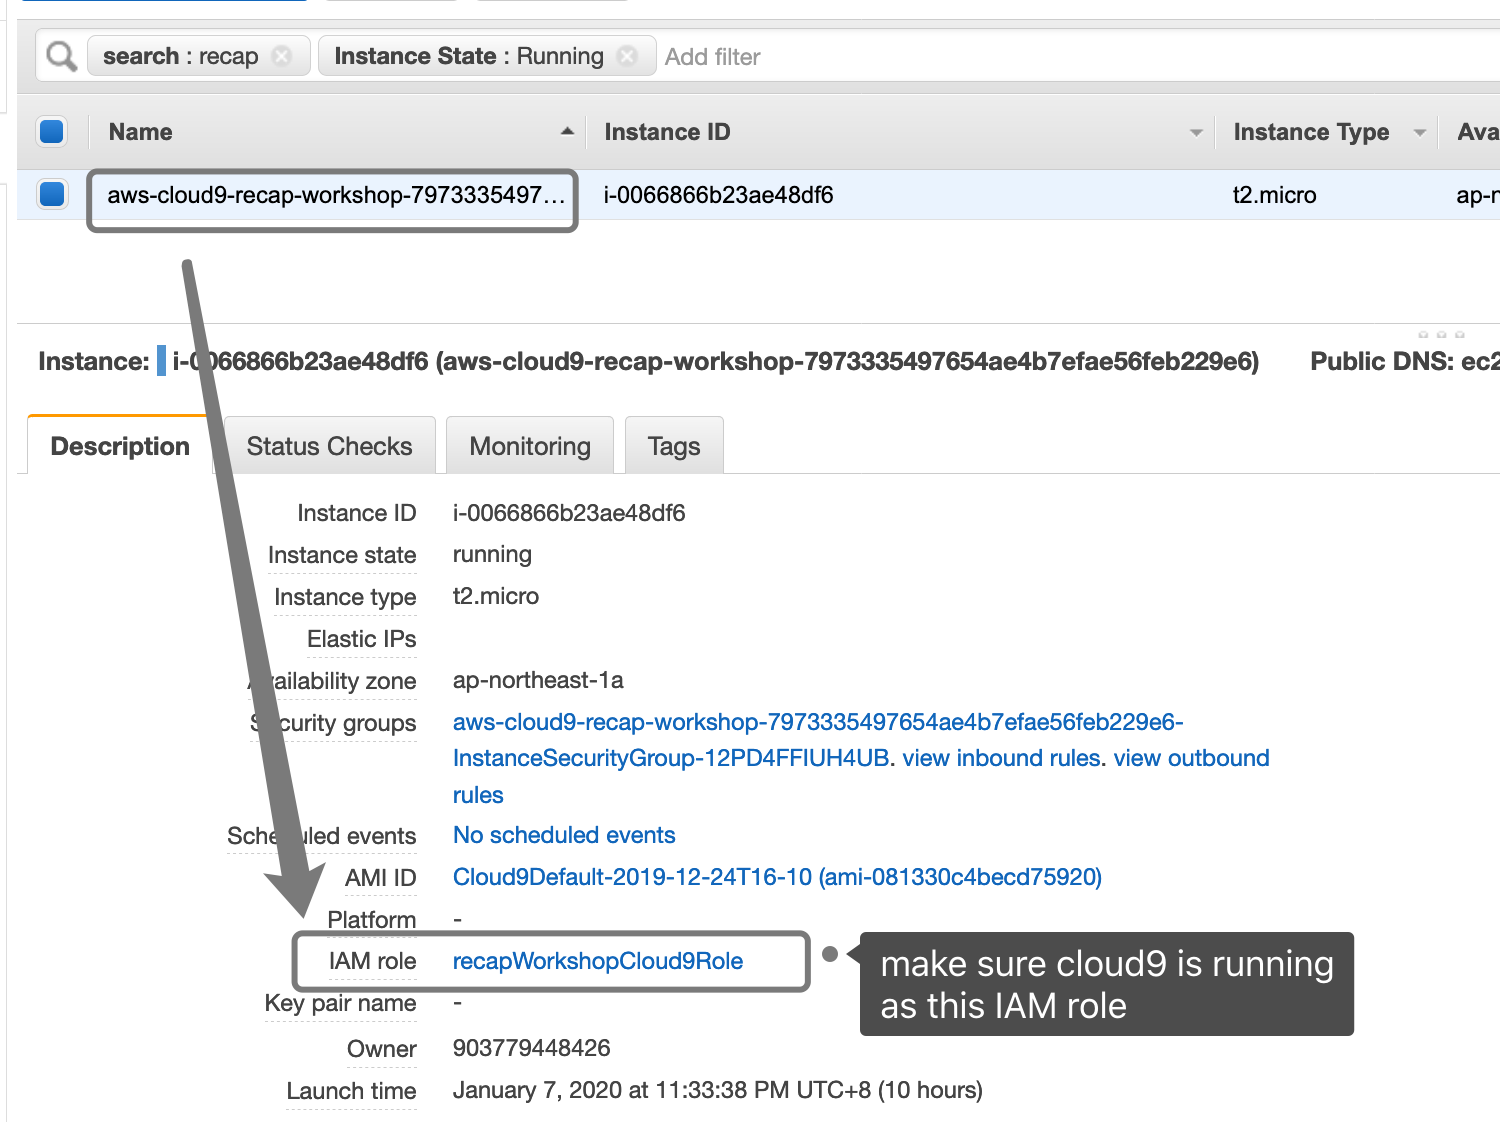 search : recap Instance State : Running Add filter
Name Instance ID Instance Type Ava
aws-cloud9-recap-workshop-7973335497... i-0066866b23ae48df6 t2.micro ap-n
Instance: i-0066866b23ae48df6 (aws-cloud9-recap-workshop-7973335497654ae4b7efae56feb229e6) Public DNS: ec2
Description Status Checks Monitoring Tags
Instance ID i-0066866b23ae48df6
Instance state running
Instance type t2.micro
Elastic IPs
Availability zone ap-northeast-1a
Security groups aws-cloud9-recap-workshop-7973335497654ae4b7efae56feb229e6-
InstanceSecurityGroup-12PD4FFIUH4UB. view inbound rules. view outbound
rules
Scheduled events No scheduled events
AMI ID Cloud9Default-2019-12-24T16-10 (ami-081330c4becd75920)
Platform -
IAM role recapWorkshopCloud9Role
make sure cloud9 is running
as this IAM role
Key pair name -
Owner 903779448426
Launch time January 7, 2020 at 11:33:38 PM UTC+8 (10 hours)